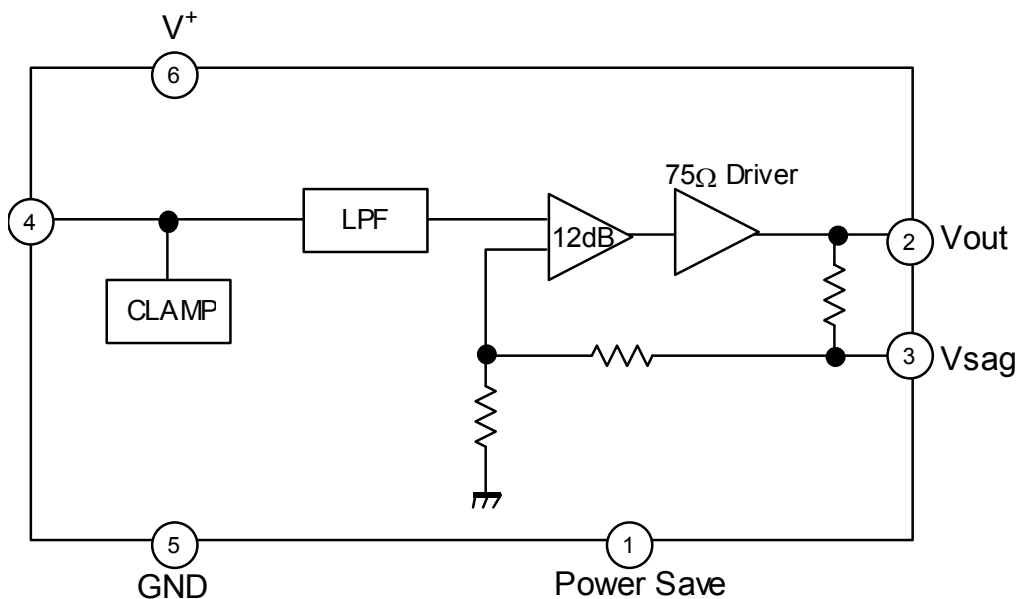 V+
6
75Ω Driver
4
LPF
12dB
2
Vout
CLAMP
3
Vsag
5
1
GND
Power Save